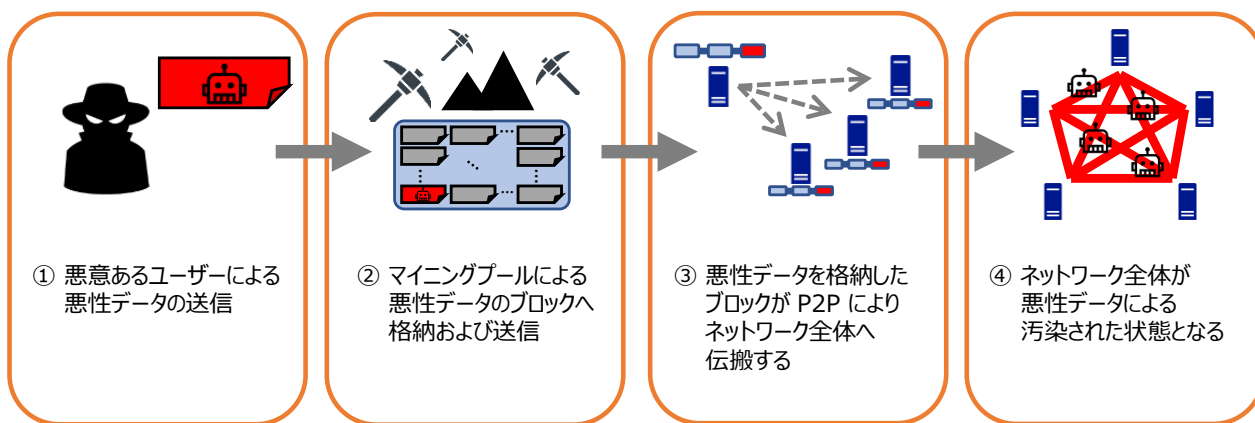 ① 悪意あるユーザーによる
悪性データの送信
② マイニングプールによる
悪性データのブロックへ
格納および送信
③ 悪性データを格納した
ブロックが P2P により
ネットワーク全体へ
伝搬する
④ ネットワーク全体が
悪性データによる
汚染された状態となる